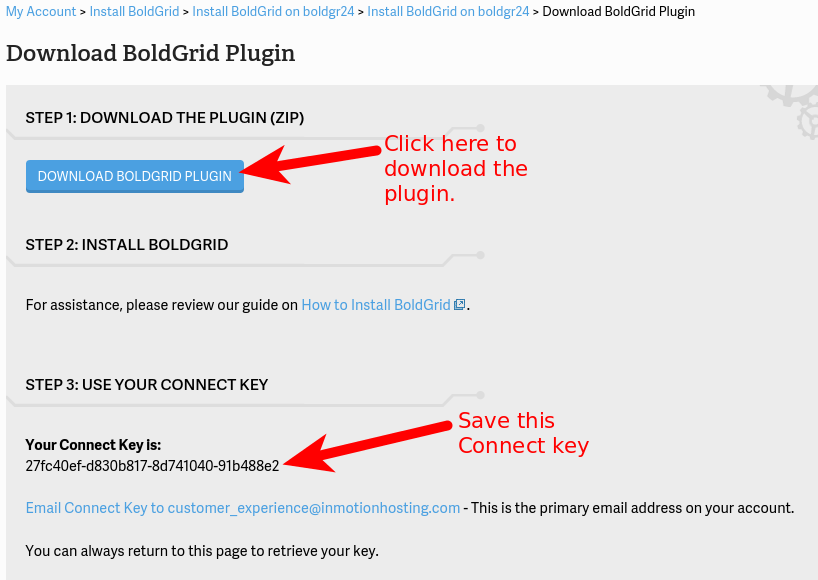 My Account > Install BoldGrid > Install BoldGrid on boldgr24 > Install BoldGrid on boldgr24 > Download BoldGrid Plugin
Download BoldGrid Plugin
STEP 1: DOWNLOAD THE PLUGIN (ZIP)
DOWNLOAD BOLDGRID PLUGIN
Click here to
download the
plugin.
STEP 2: INSTALL BOLDGRID
For assistance, please review our guide on How to Install BoldGrid.
STEP 3: USE YOUR CONNECT KEY
Your Connect Key is:
27fc40ef-d830b817-8d741040-91b488e2
Save this
Connect key
Email Connect Key to customer_experience@inmotionhosting.com - This is the primary email address on your account.
You can always return to this page to retrieve your key.